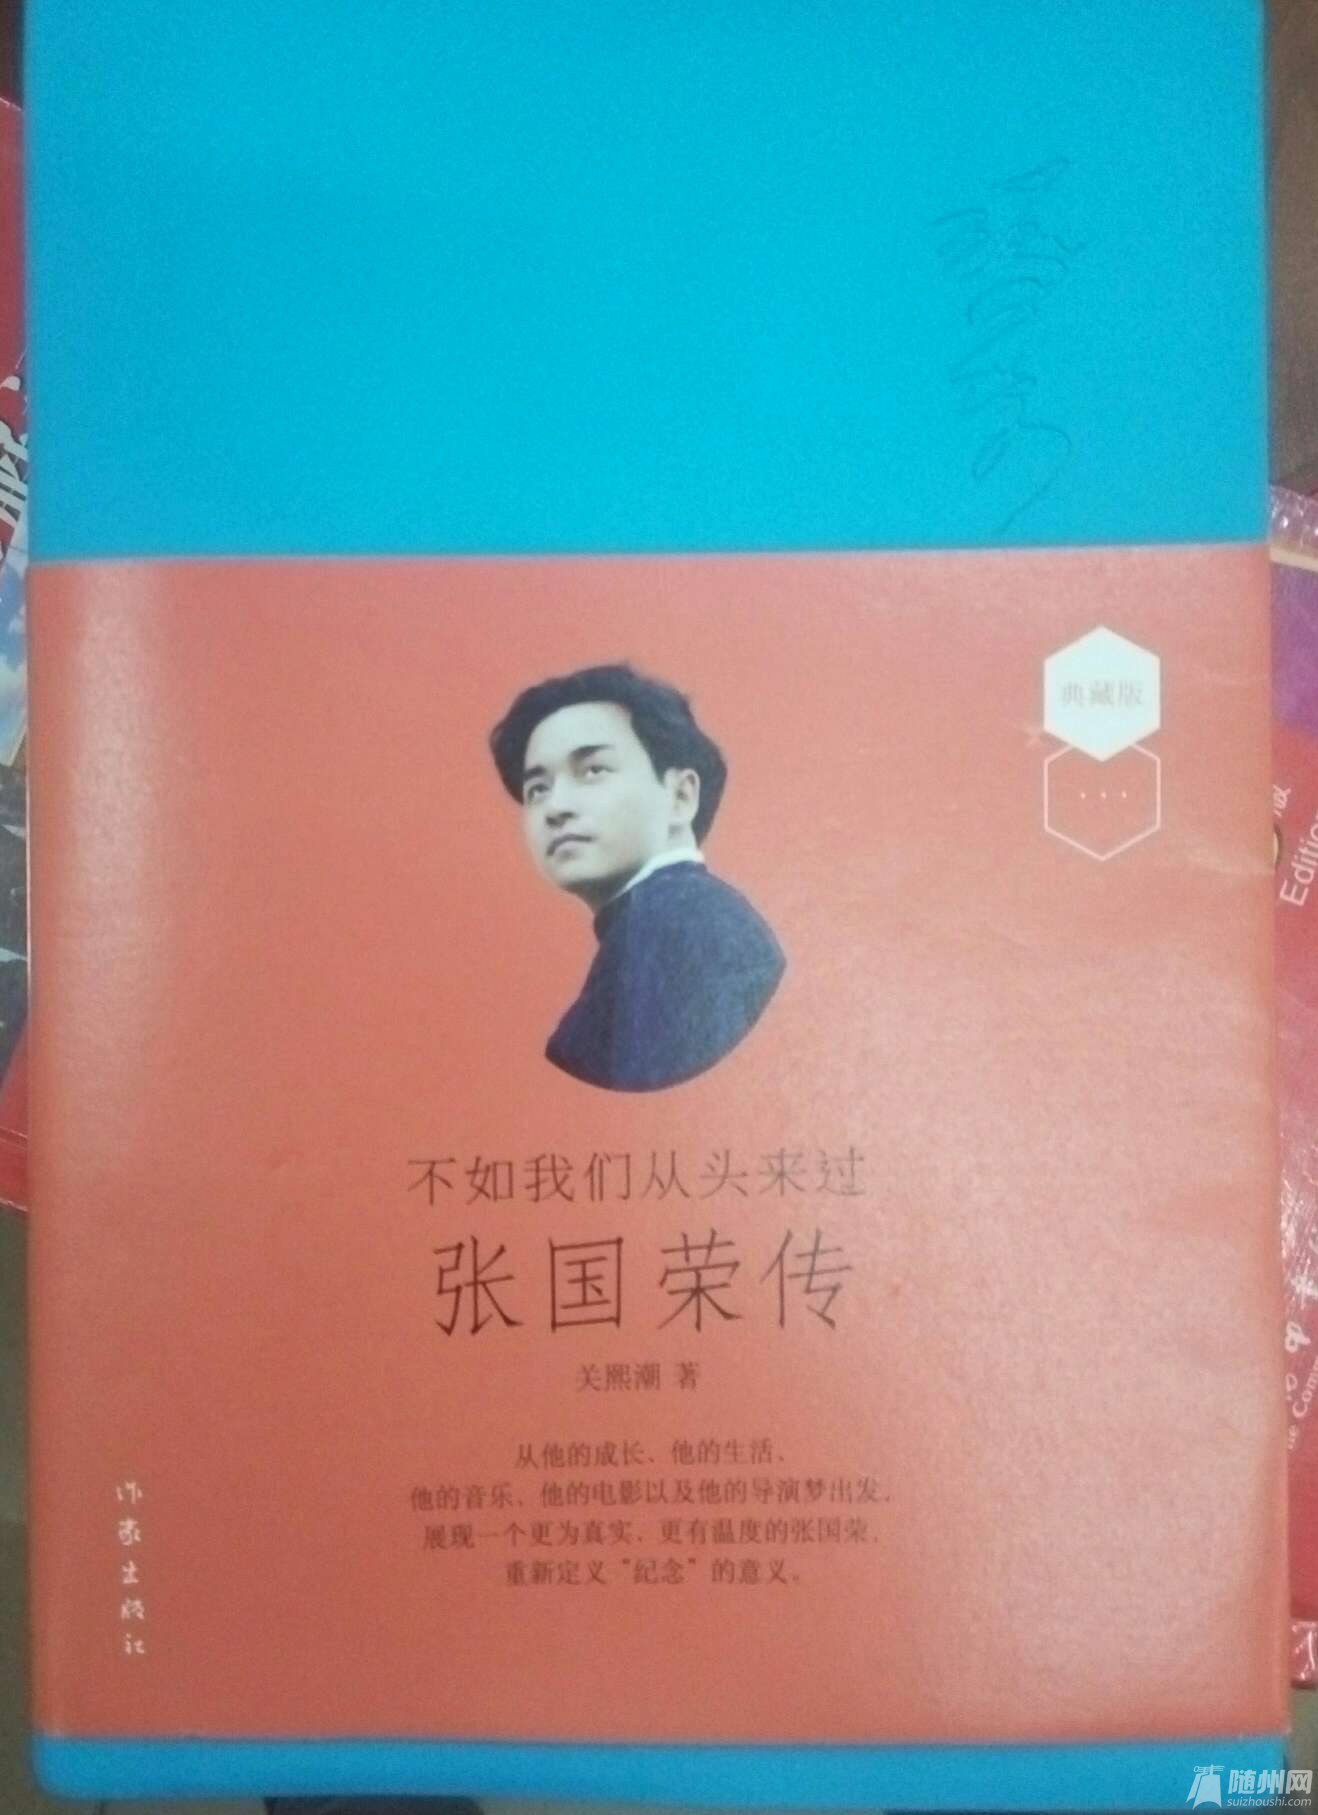 典藏版
不如我们从头来过
张国荣传
关熙潮 著
从他的成长、他的生活、
他的音乐、他的电影以及他的导演梦出发，
展现一个更为真实、更有温度的张国荣，
重新定义“纪念”的意义。
作家出版社
Editio
de Com
随州网
suizhoushi.com